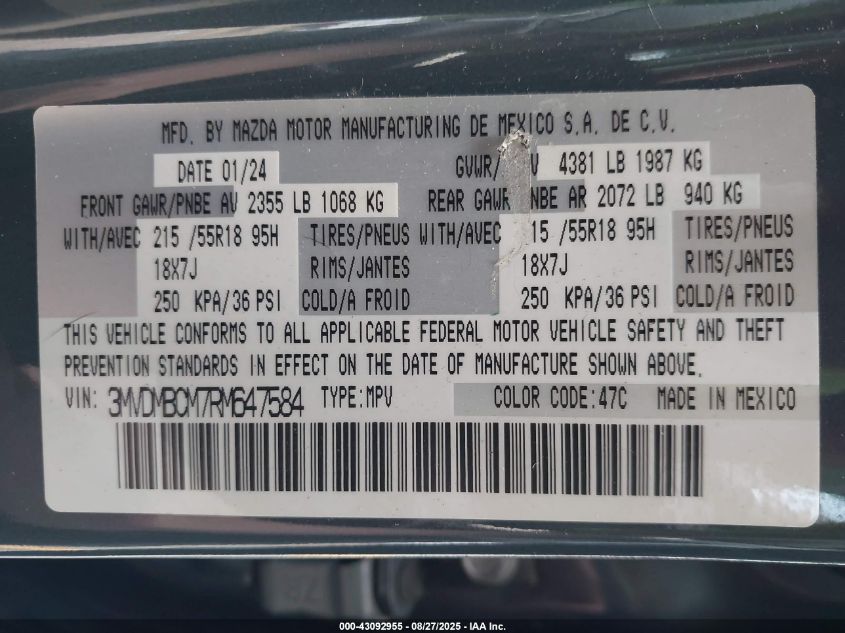 MFD. BY MAZDA MOTOR MANUFACTURING DE MEXICO S.A. DE C.V.
DATE 01/24 GVWR/ V 4381 LB 1987 KG
FRONT GAWR/PNBE AV 2355 LB 1068 KG REAR GAWR PNBE AR 2072 LB 940 KG
WITH/AVEC 215 /55R18 95H TIRES/PNEUS WITH/AVEC 15 /55R18 95H TIRES/PNEUS
18X7J RIMS/JANTES 18X7J RIMS/JANTES
250 KPA/36 PSI COLD/A FROID 250 KPA/36 PSI COLD/A FROID
THIS VEHICLE CONFORMS TO ALL APPLICABLE FEDERAL MOTOR VEHICLE SAFETY AND THEFT
PREVENTION STANDARDS IN EFFECT ON THE DATE OF MANUFACTURE SHOWN ABOVE.
VIN: 3MVDMBCM7RM647584 TYPE:MPV COLOR CODE:47C MADE IN MEXICO
000-43092955 - 08/27/2025 - IAA Inc.